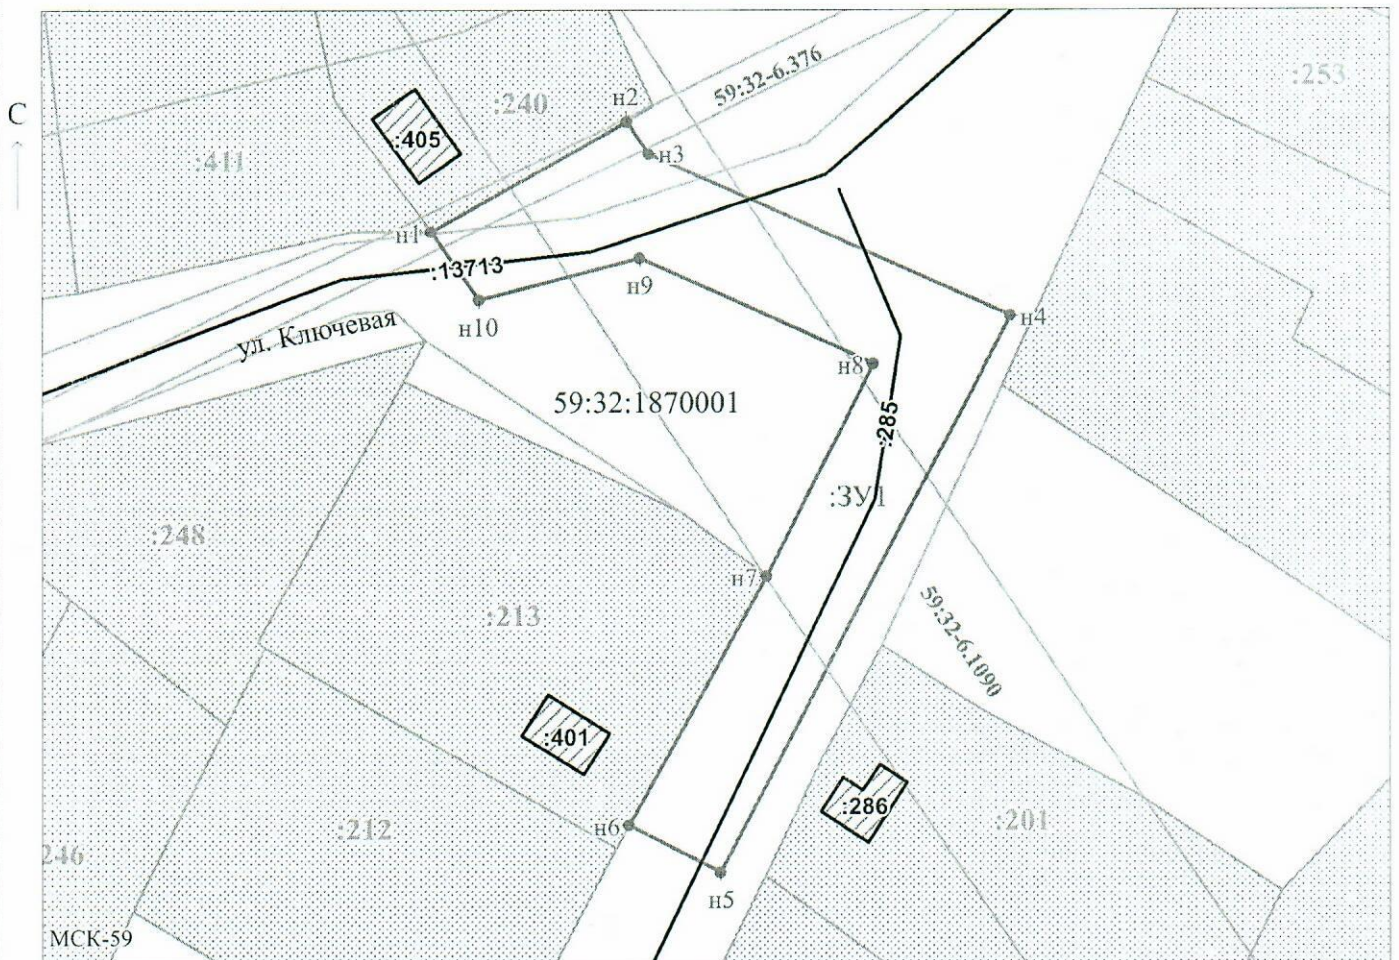 59:32-6.376
:253
С
н2
:240
:405
:411
н3
н1
:13713
н9
н10
н4
ул. Ключевая
н8
59:32:1870001
:285
:ЗУ1
:248
н7
:213
59:32-6.1090
:401
:286
н6
:212
:201
246
н5
МСК-59